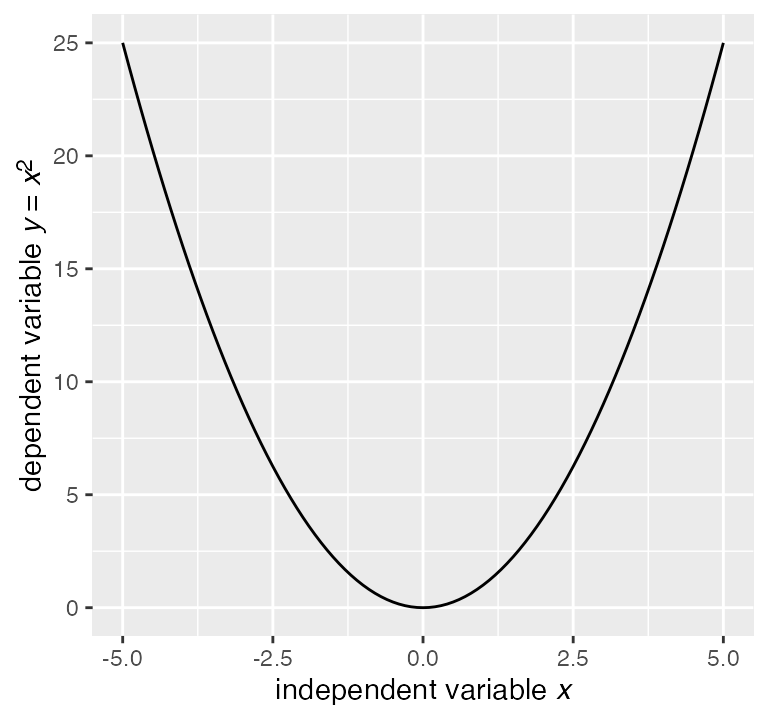 25
20
15
10
5
0
dependent variable y = x²
-5.0 -2.5 0.0 2.5 5.0
independent variable x